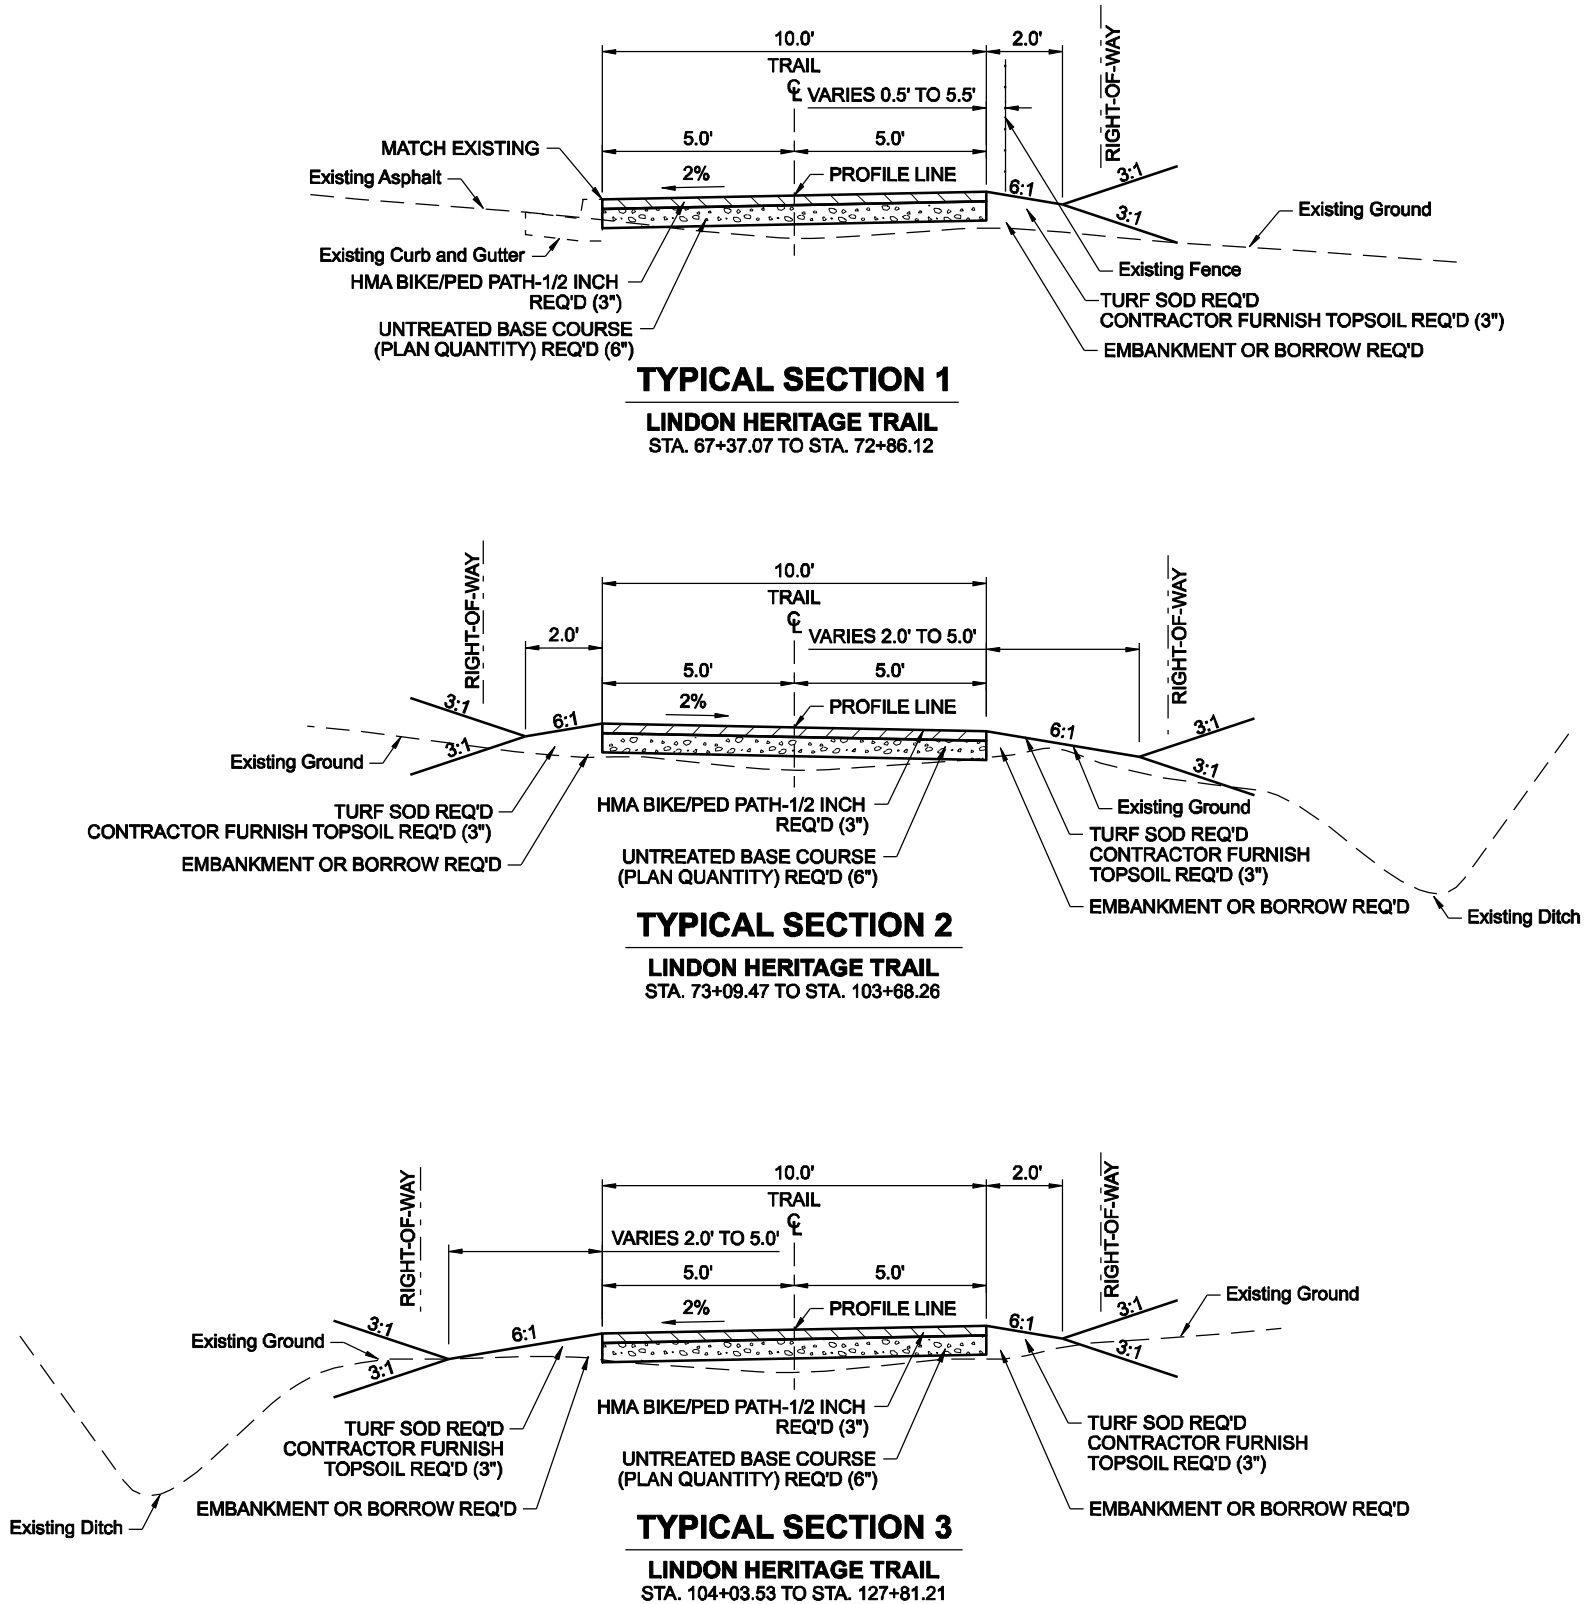 10.0'
2.0'
TRAIL
℄
VARIES 0.5' TO 5.5'
RIGHT-OF-WAY
5.0'
5.0'
MATCH EXISTING
2%
PROFILE LINE
Existing Asphalt
6:1
3:1
3:1
Existing Ground
Existing Curb and Gutter
Existing Fence
HMA BIKE/PED PATH-1/2 INCH
REQ'D (3")
TURF SOD REQ'D
CONTRACTOR FURNISH TOPSOIL REQ'D (3")
UNTREATED BASE COURSE
(PLAN QUANTITY) REQ'D (6")
EMBANKMENT OR BORROW REQ'D
TYPICAL SECTION 1
LINDON HERITAGE TRAIL
STA. 67+37.07 TO STA. 72+86.12
RIGHT-OF-WAY
10.0'
TRAIL
℄
2.0'
VARIES 2.0' TO 5.0'
RIGHT-OF-WAY
5.0'
5.0'
2%
PROFILE LINE
3:1
6:1
3:1
6:1
3:1
3:1
Existing Ground
TURF SOD REQ'D
CONTRACTOR FURNISH TOPSOIL REQ'D (3")
EMBANKMENT OR BORROW REQ'D
HMA BIKE/PED PATH-1/2 INCH
REQ'D (3")
UNTREATED BASE COURSE
(PLAN QUANTITY) REQ'D (6")
Existing Ground
TURF SOD REQ'D
CONTRACTOR FURNISH
TOPSOIL REQ'D (3")
EMBANKMENT OR BORROW REQ'D
Existing Ditch
TYPICAL SECTION 2
LINDON HERITAGE TRAIL
STA. 73+09.47 TO STA. 103+68.26
RIGHT-OF-WAY
10.0'
2.0'
TRAIL
℄
VARIES 2.0' TO 5.0'
RIGHT-OF-WAY
5.0'
5.0'
2%
PROFILE LINE
3:1
6:1
3:1
6:1
3:1
3:1
Existing Ground
Existing Ground
TURF SOD REQ'D
CONTRACTOR FURNISH
TOPSOIL REQ'D (3")
EMBANKMENT OR BORROW REQ'D
Existing Ditch
HMA BIKE/PED PATH-1/2 INCH
REQ'D (3")
UNTREATED BASE COURSE
(PLAN QUANTITY) REQ'D (6")
TURF SOD REQ'D
CONTRACTOR FURNISH
TOPSOIL REQ'D (3")
EMBANKMENT OR BORROW REQ'D
TYPICAL SECTION 3
LINDON HERITAGE TRAIL
STA. 104+03.53 TO STA. 127+81.21